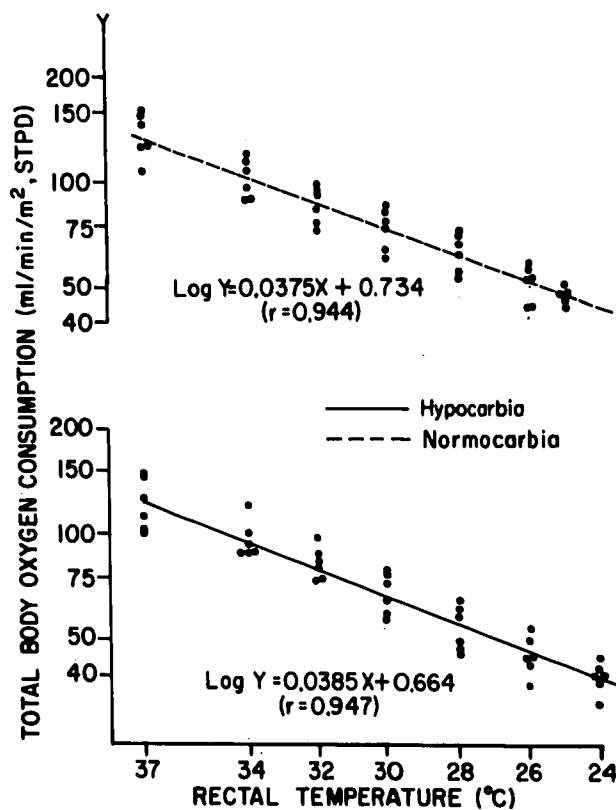 Y
200
150
100
75
50
40
Log Y=0.0375X + 0.734
(r=0.944)
Hypocarbia
Normocarbia
200
150
100
75
50
40
Log Y = 0.0385X+0.664
(r=0.947)
37 34 32 30 28 26 24
RECTAL TEMPERATURE (°C)
TOTAL BODY OXYGEN CONSUMPTION (ml/min/m², STPD)